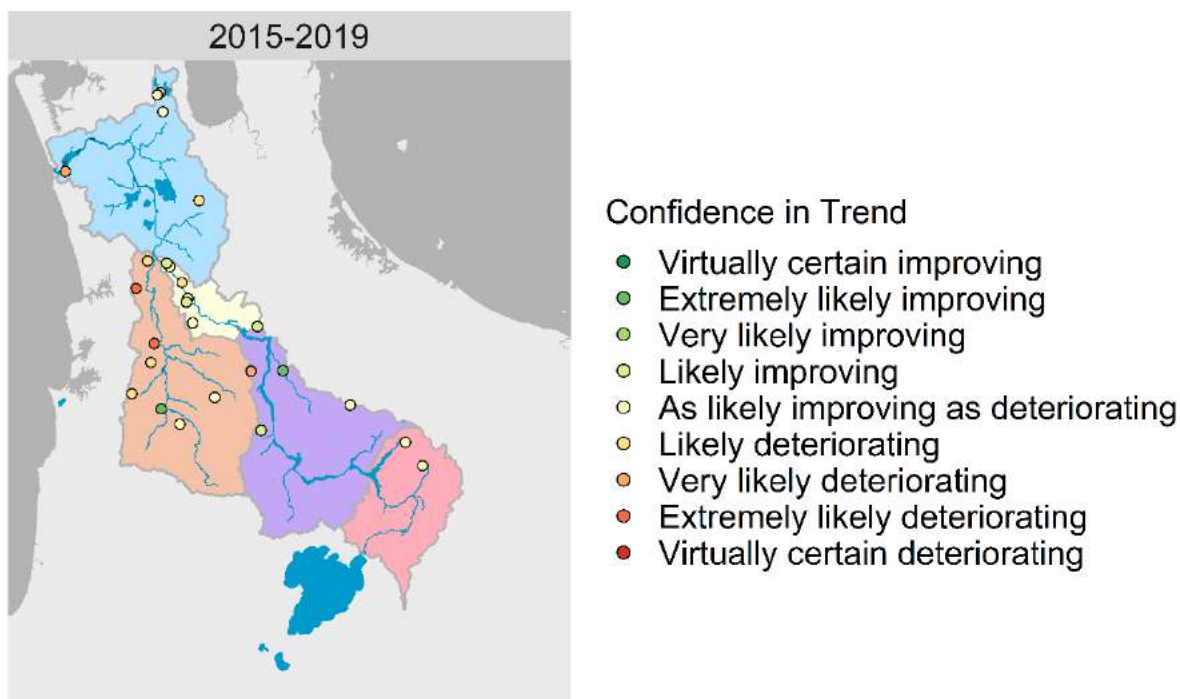 2015-2019
Confidence in Trend
Virtually certain improving
Extremely likely improving
Very likely improving
Likely improving
As likely improving as deteriorating
Likely deteriorating
Very likely deteriorating
Extremely likely deteriorating
Virtually certain deteriorating